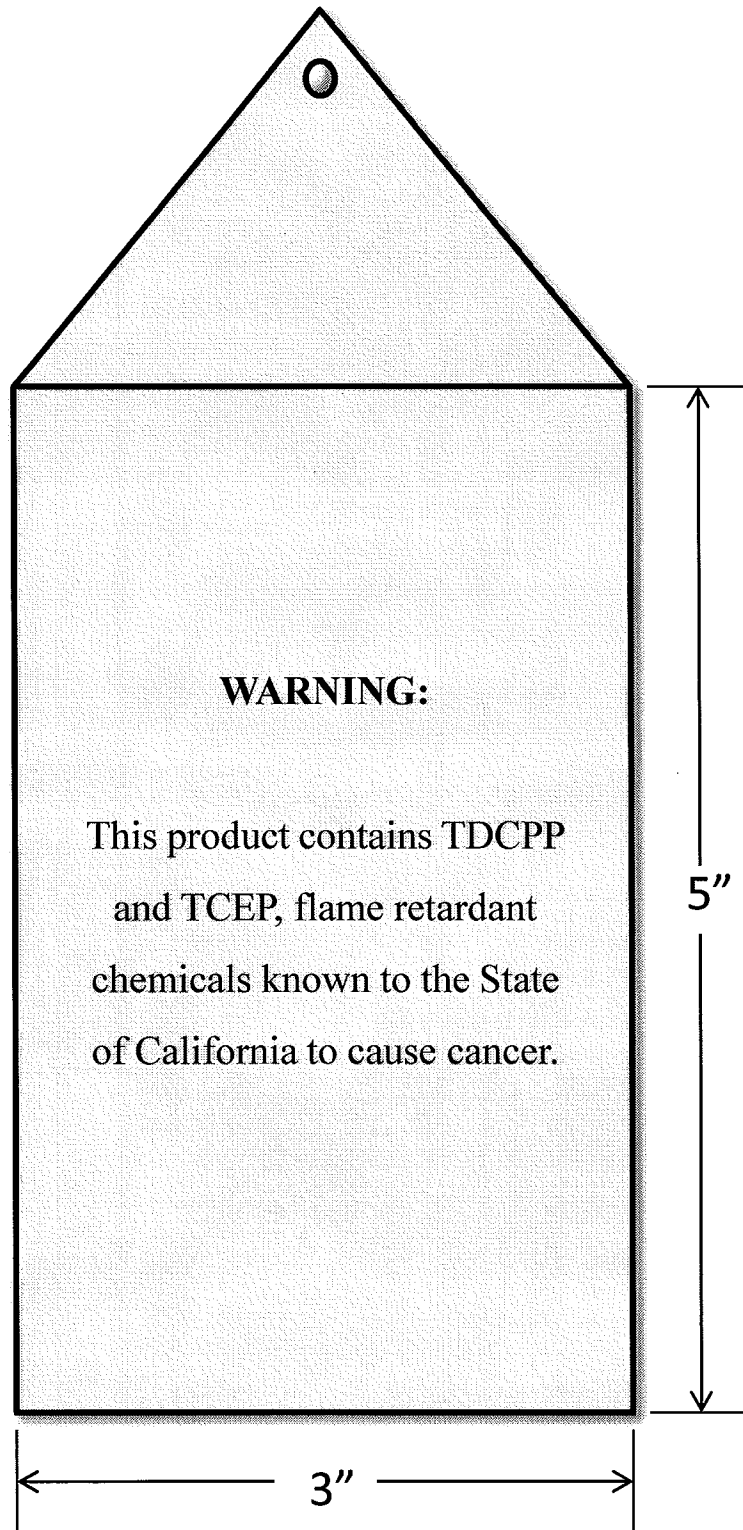 WARNING:
This product contains TDCPP
and TCEP, flame retardant
chemicals known to the State
of California to cause cancer.
5”
3”